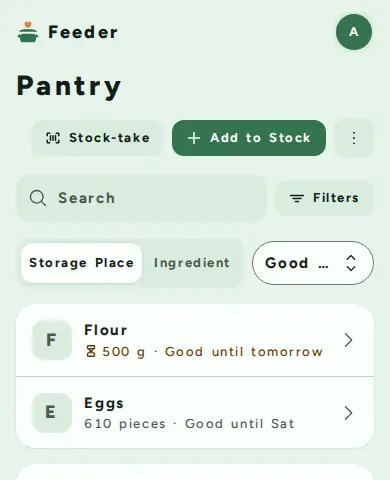 Feeder
A
Pantry
Stock-take
Add to Stock
Search
Filters
Storage Place
Ingredient
Good ...
F
Flour
500 g · Good until tomorrow
E
Eggs
610 pieces · Good until Sat